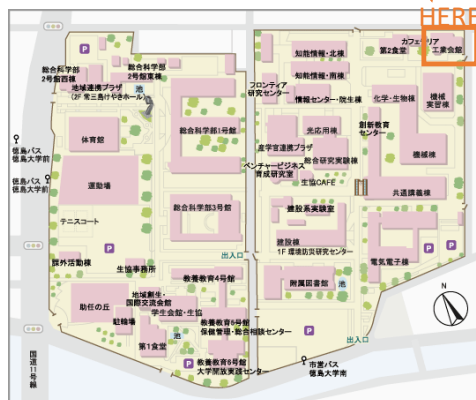 HERE
P
カフェテリア
第2食堂
工業会館
総合科学部
2号館西棟
総合科学部
2号館東棟
地域連携プラザ
(2F 常三島けやきホール)
池
知能情報・北棟
知能情報・南棟
フロンティア
研究センター
情報センター・院生棟
化学・生物棟
機械
実習棟
徳島バス
徳島大学前
体育館
総合科学部1号館
光応用棟
創新教育
センター
産学官連携プラザ
総合研究実験棟
機械棟
ベンチャービジネス
育成研究室
生協CAFE
徳島バス
徳島大学前
運動場
共通講義棟
総合科学部3号館
建設系実験室
テニスコート
建設棟
1F 環境防災研究センター
P
P
P
出入口
電気電子棟
課外活動棟
生協事務所
教養教育4号館
附属図書館
池
N
地域創生・
国際交流会館
助任の丘
学生会館・生協
駐輪場
教養教育5号館
保健管理・総合相談センター
池
P
出入口
第1食堂
P
教養教育6号館
大学開放実践センター
市営バス
徳島大学南
国道11号線